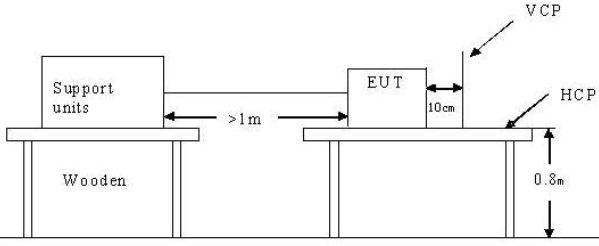 VCP
Support
units
EUT
10cm
HCP
>1m
Wooden
0.8m